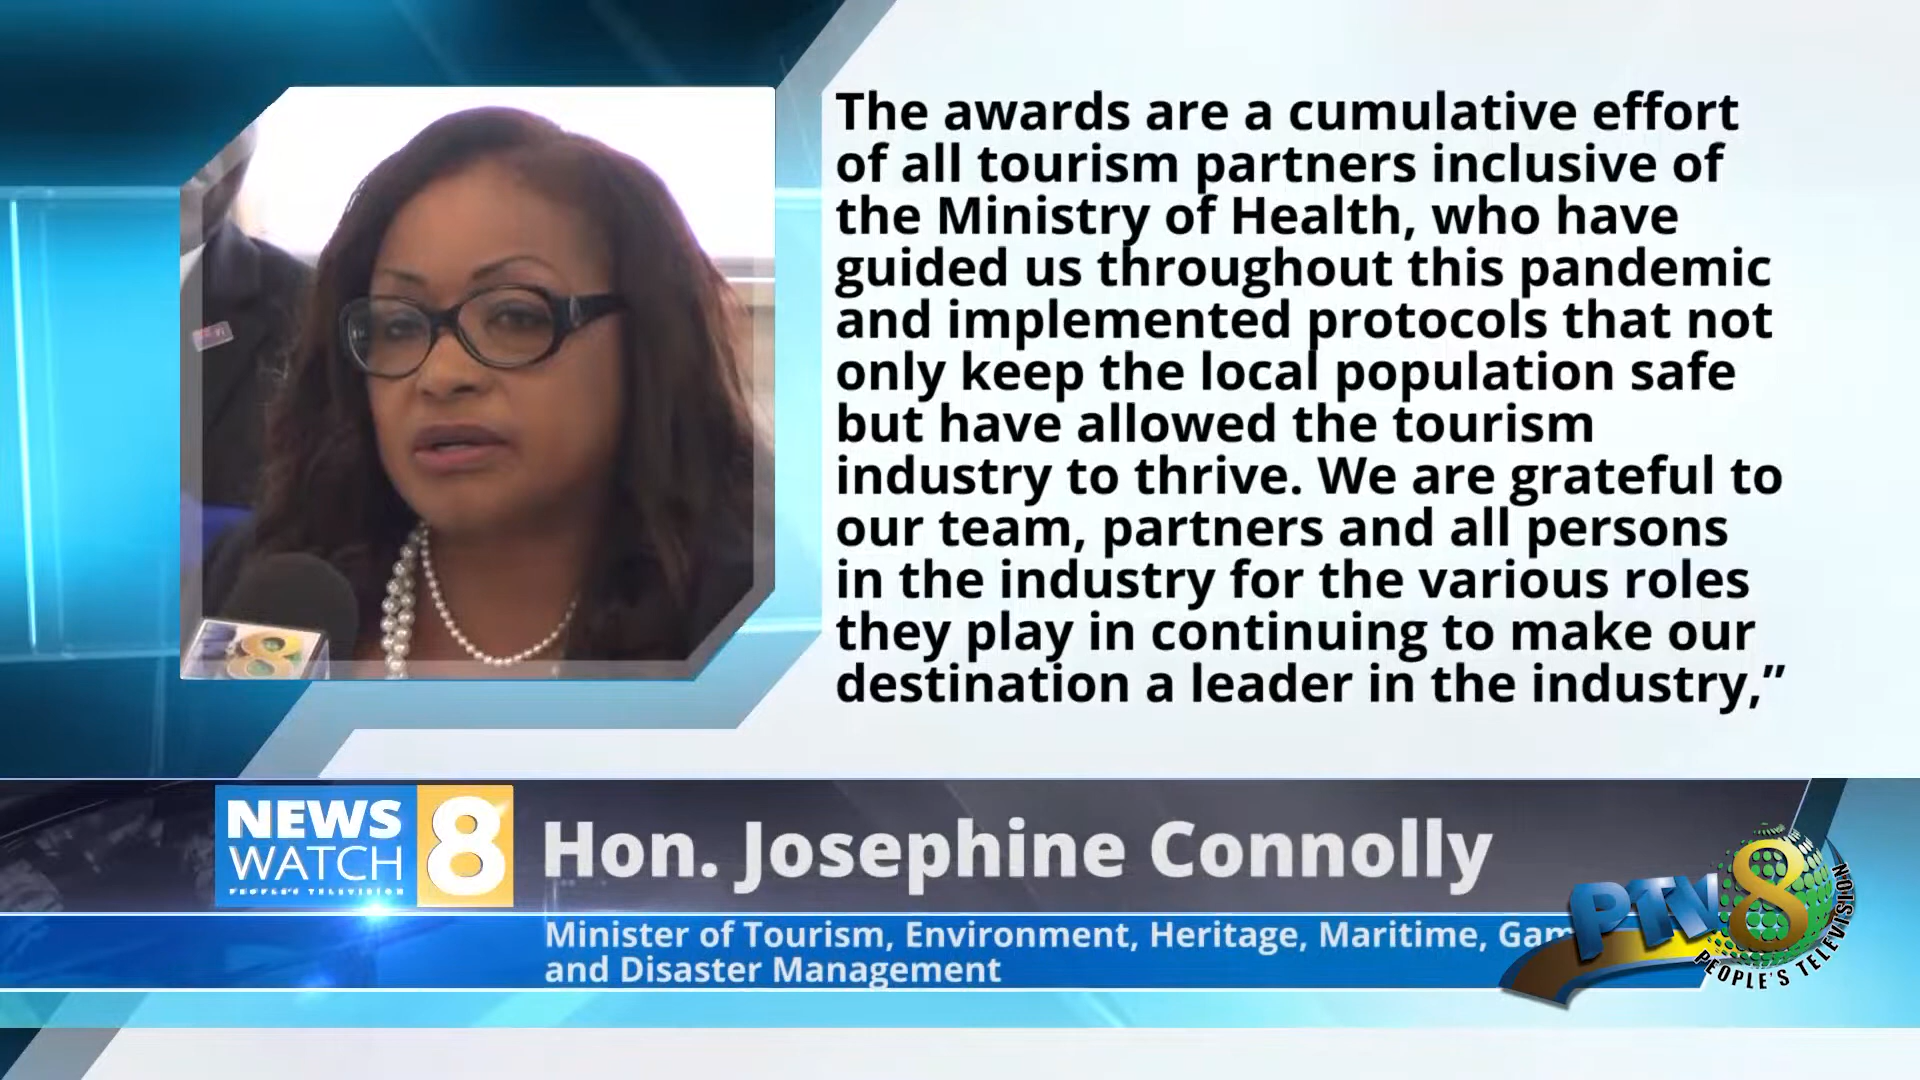 The awards are a cumulative effort
of all tourism partners inclusive of
the Ministry of Health, who have
guided us throughout this pandemic
and implemented protocols that not
only keep the local population safe
but have allowed the tourism
industry to thrive. We are grateful to
our team, partners and all persons
in the industry for the various roles
they play in continuing to make our
destination a leader in the industry,”
8
NEWS
WATCH
PEOPLE'S TELEVISION
8
Hon. Josephine Connolly
Minister of Tourism, Environment, Heritage, Maritime,
and Disaster Management
PTV8
PEOPLE'S TELEVISION